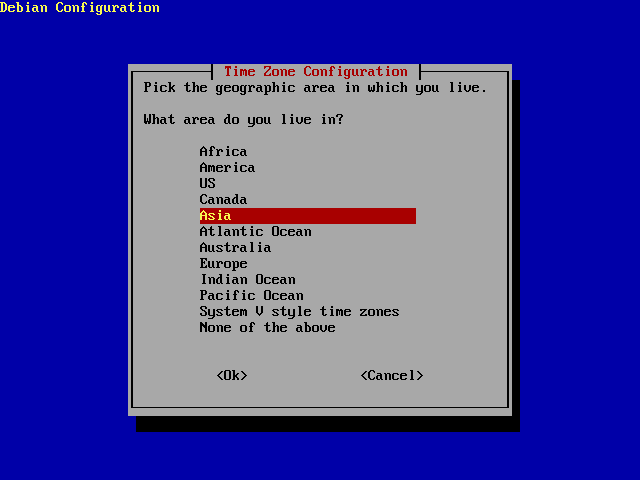 Debian Configuration
Time Zone Configuration
Pick the geographic area in which you live.
What area do you live in?
Africa
America
US
Canada
Asia
Atlantic Ocean
Australia
Europe
Indian Ocean
Pacific Ocean
System V style time zones
None of the above
<Ok> <Cancel>